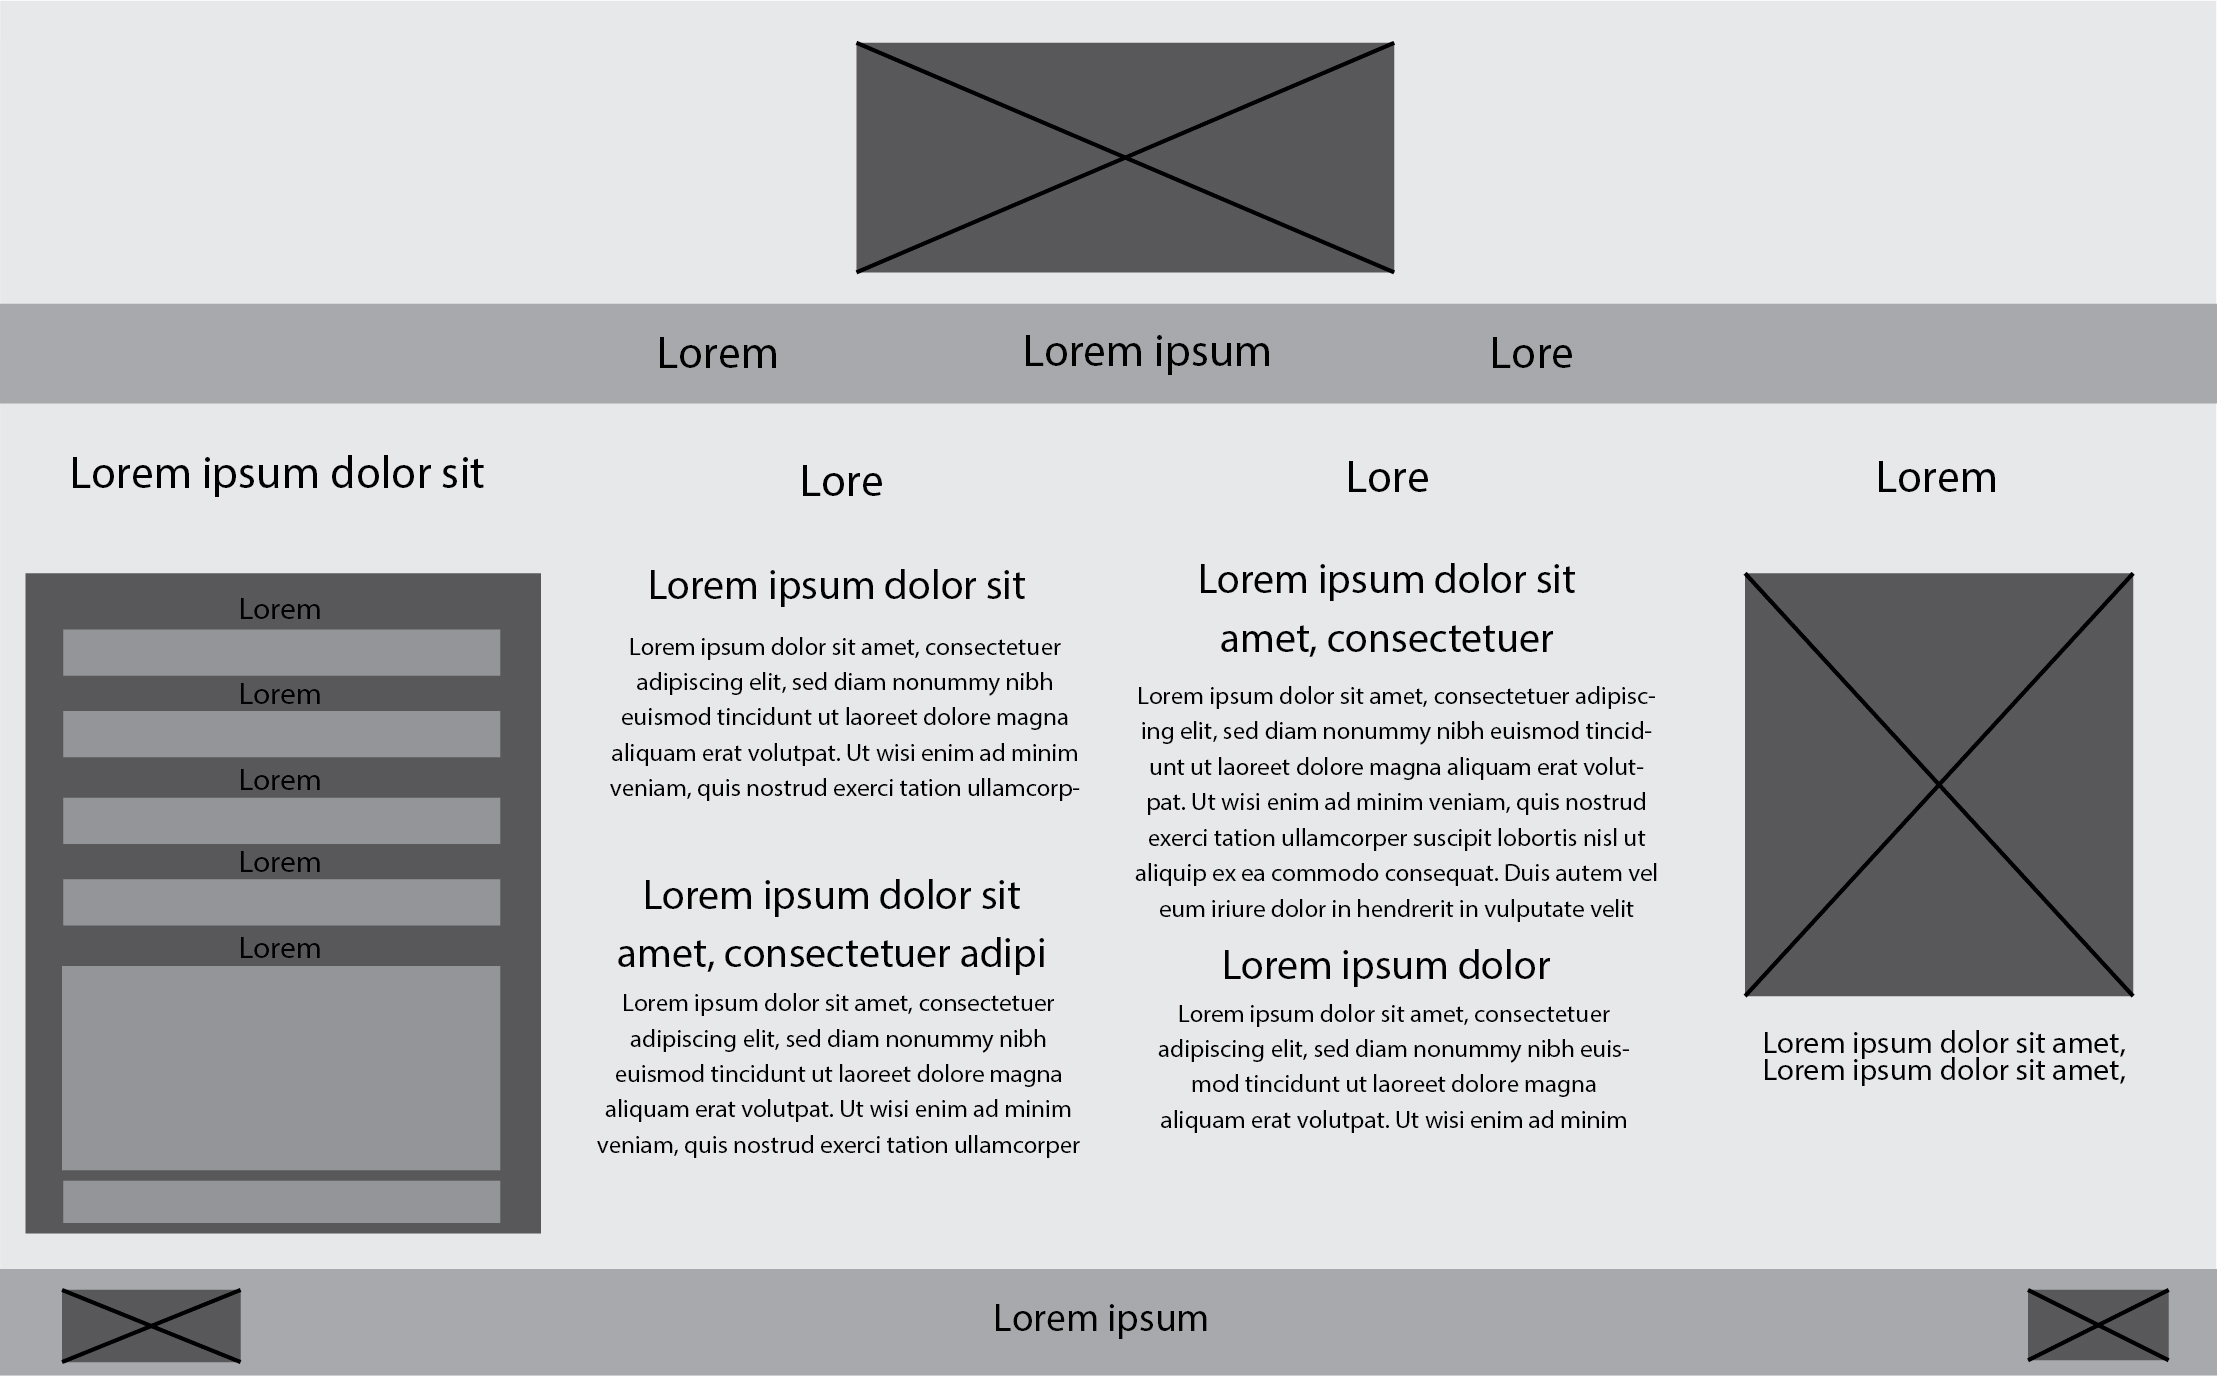 Lorem
Lorem ipsum
Lore
Lorem ipsum dolor sit
Lorem
Lorem
Lorem
Lorem
Lorem
Lore
Lorem ipsum dolor sit
Lorem ipsum dolor sit amet, consectetuer
adipiscing elit, sed diam nonummy nibh
euismod tincidunt ut laoreet dolore magna
aliquam erat volutpat. Ut wisi enim ad minim
veniam, quis nostrud exerci tation ullamcorp-
Lorem ipsum dolor sit
amet, consectetuer adipi
Lorem ipsum dolor sit amet, consectetuer
adipiscing elit, sed diam nonummy nibh
euismod tincidunt ut laoreet dolore magna
aliquam erat volutpat. Ut wisi enim ad minim
veniam, quis nostrud exerci tation ullamcorper
Lore
Lorem ipsum dolor sit
amet, consectetuer
Lorem ipsum dolor sit amet, consectetuer adipisc-
ing elit, sed diam nonummy nibh euismod tincid-
unt ut laoreet dolore magna aliquam erat volut-
pat. Ut wisi enim ad minim veniam, quis nostrud
exerci tation ullamcorper suscipit lobortis nisl ut
aliquip ex ea commodo consequat. Duis autem vel
eum iriure dolor in hendrerit in vulputate velit
Lorem ipsum dolor
Lorem ipsum dolor sit amet, consectetuer
adipiscing elit, sed diam nonummy nibh euis-
mod tincidunt ut laoreet dolore magna
aliquam erat volutpat. Ut wisi enim ad minim
Lorem
Lorem ipsum dolor sit amet,
Lorem ipsum dolor sit amet,
Lorem ipsum